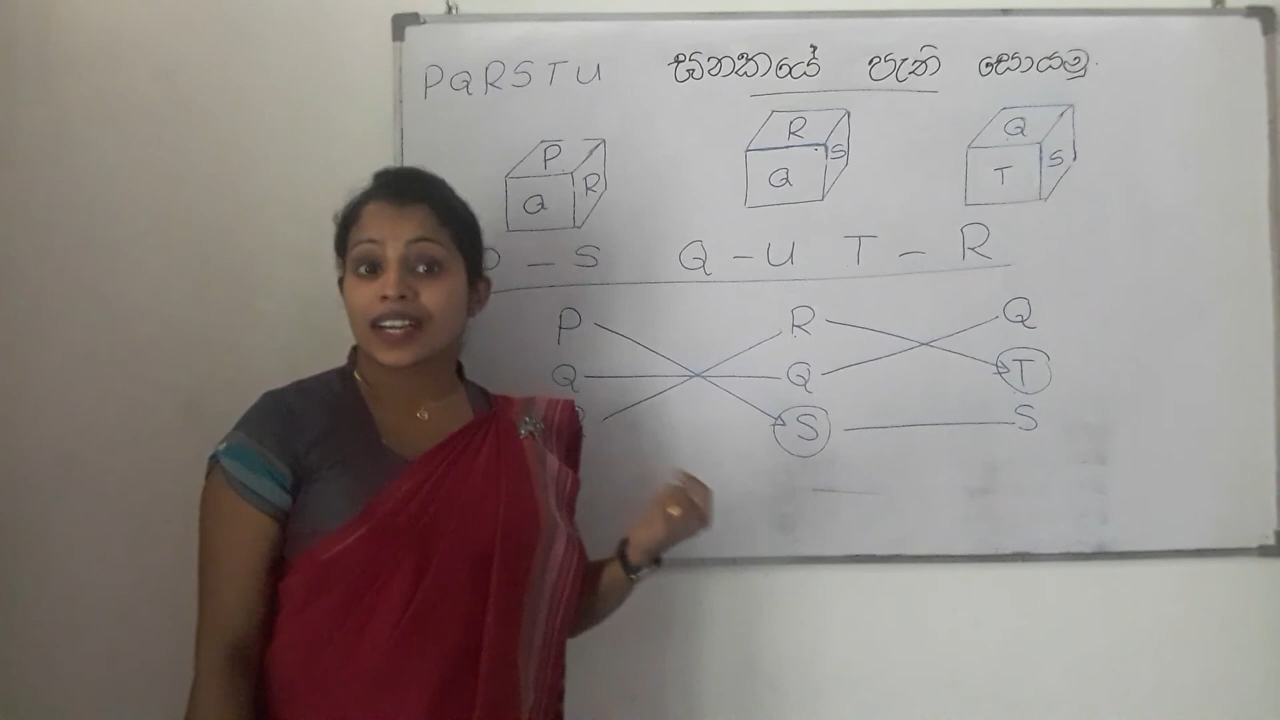 PQRSTU ඝනකයේ පැති සොයමු.
P Q R
R Q S
Q T S
– S Q – U T – R
P R Q
Q Q T
S S